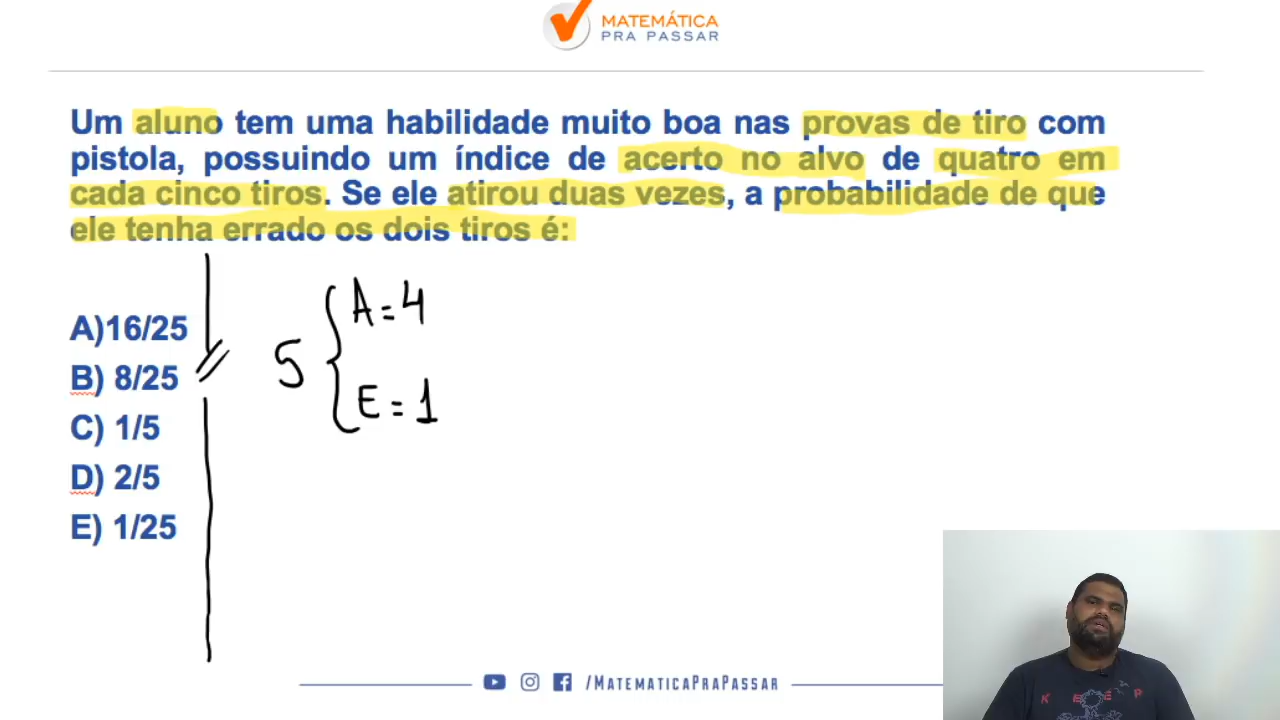 MATEMÁTICA
PRA PASSAR
Um aluno tem uma habilidade muito boa nas provas de tiro com
pistola, possuindo um índice de acerto no alvo de quatro em
cada cinco tiros. Se ele atirou duas vezes, a probabilidade de que
ele tenha errado os dois tiros é:
A)16/25
B) 8/25
C) 1/5
D) 2/5
E) 1/25
A = 4
5
E = 1
/MATEMATICAPRAPASSAR
K E E P